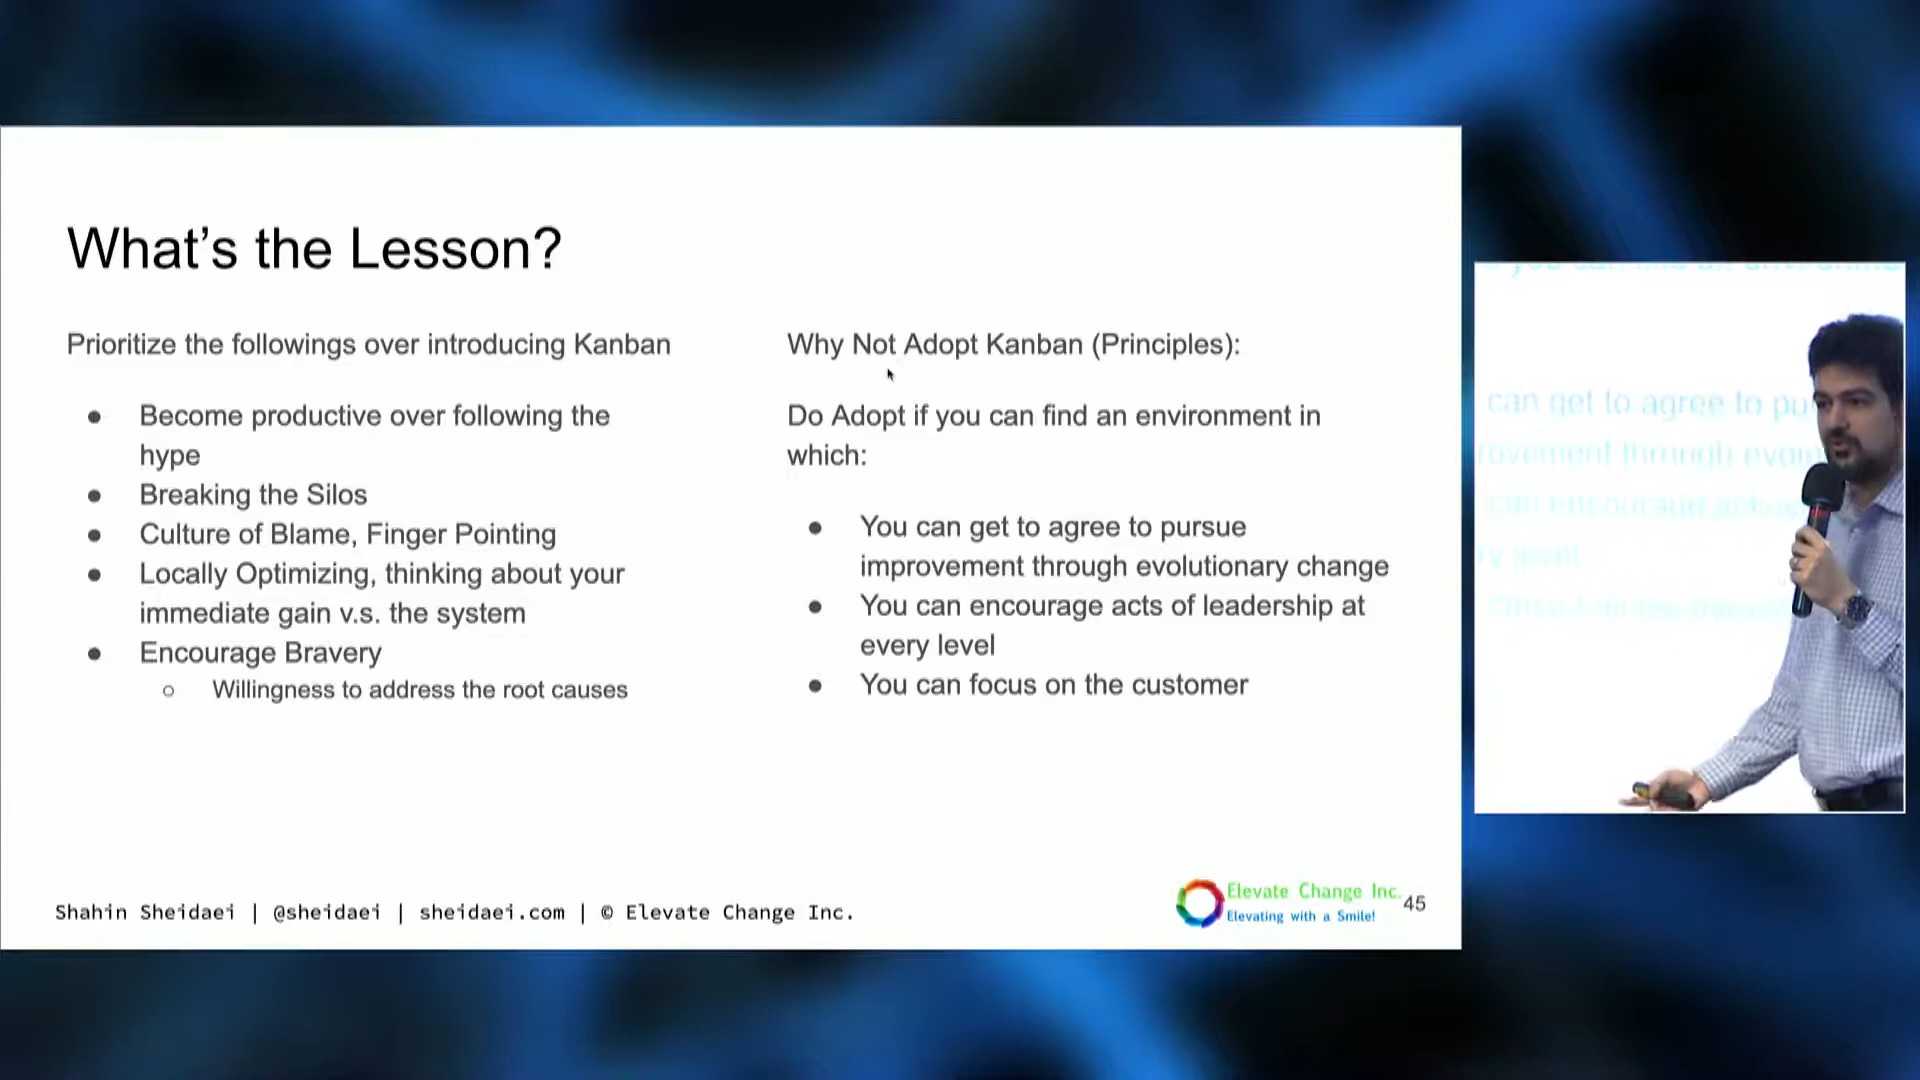 What's the Lesson?
Prioritize the followings over introducing Kanban
Become productive over following the
hype
Breaking the Silos
Culture of Blame, Finger Pointing
Locally Optimizing, thinking about your
immediate gain v.s. the system
Encourage Bravery
Willingness to address the root causes
Why Not Adopt Kanban (Principles):
Do Adopt if you can find an environment in
which:
You can get to agree to pursue
improvement through evolutionary change
You can encourage acts of leadership at
every level
You can focus on the customer
Shahin Sheidaei | @sheidaei | sheidaei.com | © Elevate Change Inc.
Elevate Change Inc.
Elevating with a Smile!
45
can get to agree to